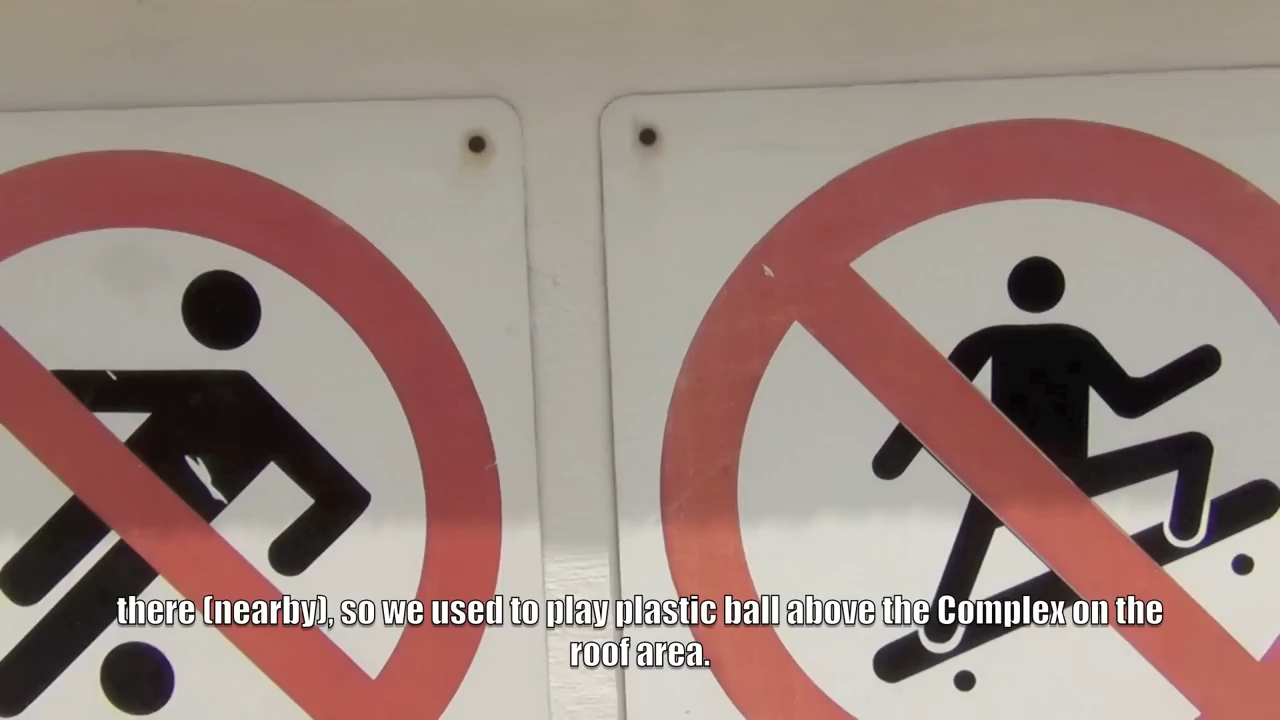 there (nearby), so we used to play plastic ball above the Complex on the
roof area.